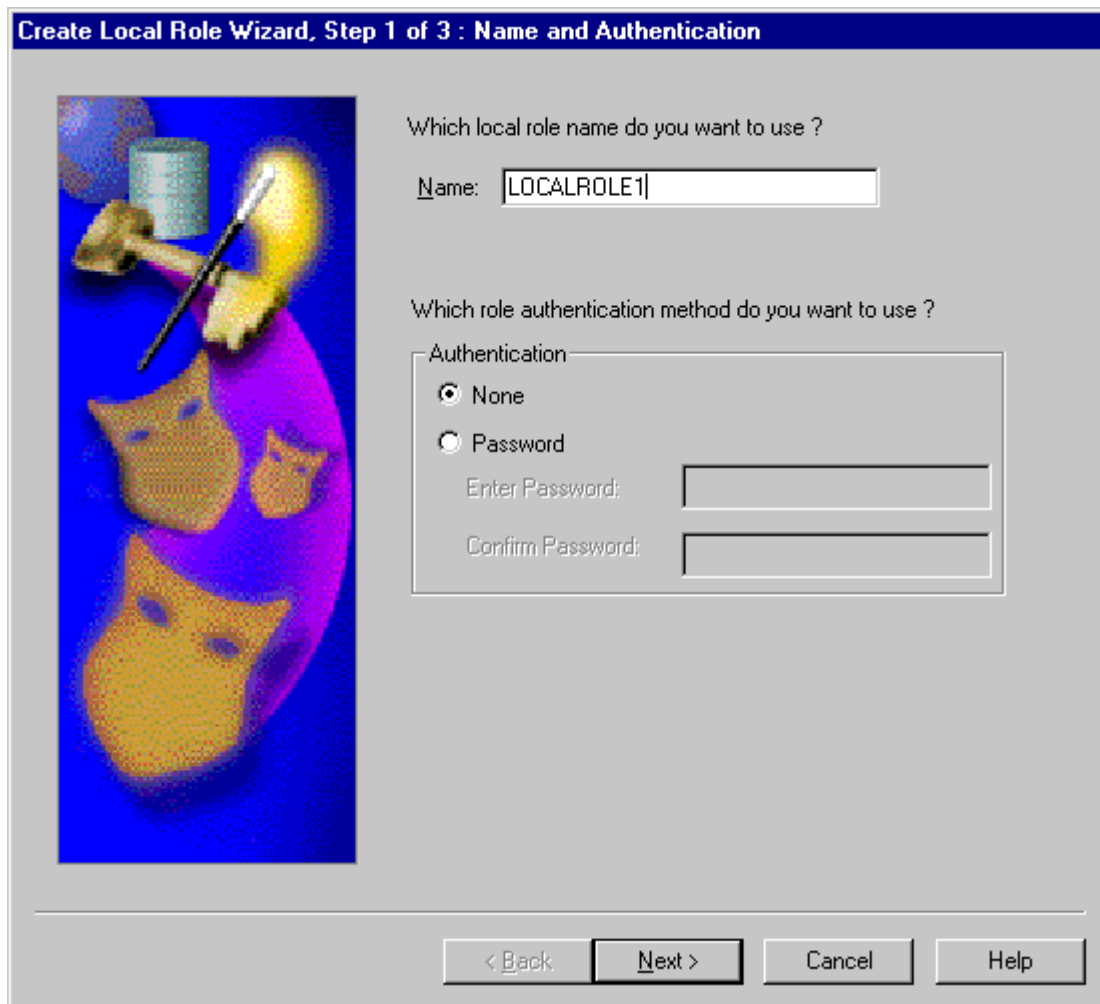 Create Local Role Wizard, Step 1 of 3 : Name and Authentication
Which local role name do you want to use ?
Name: LOCALROLE1
Which role authentication method do you want to use ?
Authentication
None
Password
Enter Password:
Confirm Password:
< Back Next > Cancel Help